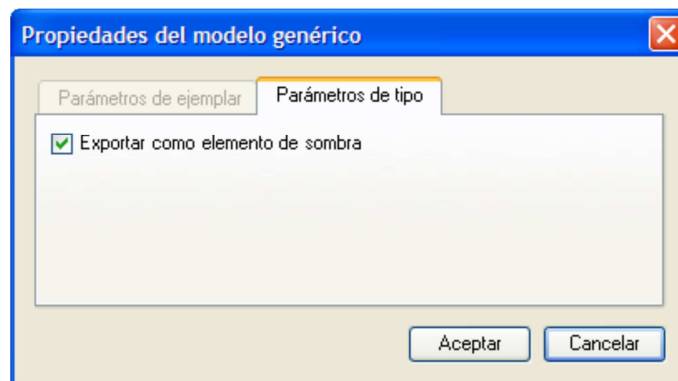 Propiedades del modelo genérico
Parámetros de ejemplar
Parámetros de tipo
Exportar como elemento de sombra
Aceptar
Cancelar